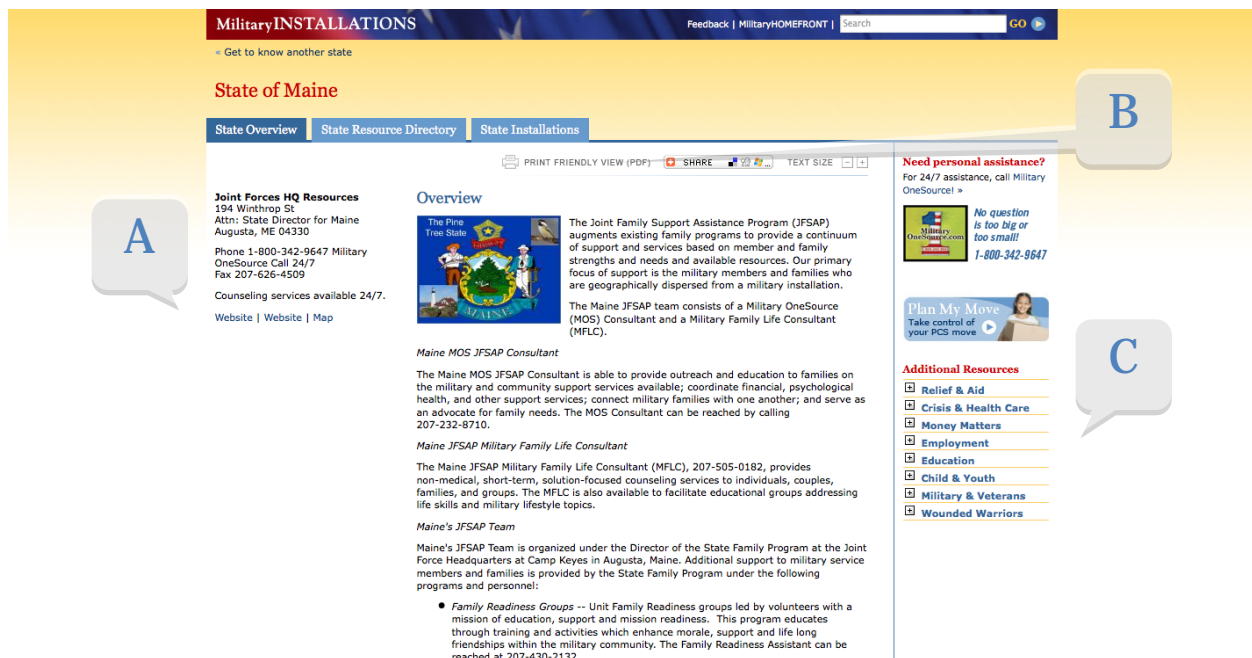 MilitaryINSTALLATIONS
Feedback | MilitaryHOMEFRONT |
Search
GO
« Get to know another state
State of Maine
B
State Overview
State Resource Directory
State Installations
PRINT FRIENDLY VIEW (PDF)
SHARE
...
TEXT SIZE
- +
A
Joint Forces HQ Resources
194 Winthrop St
Attn: State Director for Maine
Augusta, ME 04330
Phone 1-800-342-9647 Military
OneSource Call 24/7
Fax 207-626-4509
Counseling services available 24/7.
Website | Website | Map
Overview
The Pine
Tree State
DIRIGO
MAINE
The Joint Family Support Assistance Program (JFSAP)
augments existing family programs to provide a continuum
of support and services based on member and family
strengths and needs and available resources. Our primary
focus of support is the military members and families who
are geographically dispersed from a military installation.
The Maine JFSAP team consists of a Military OneSource
(MOS) Consultant and a Military Family Life Consultant
(MFLC).
Maine MOS JFSAP Consultant
The Maine MOS JFSAP Consultant is able to provide outreach and education to families on
the military and community support services available; coordinate financial, psychological
health, and other support services; connect military families with one another; and serve as
an advocate for family needs. The MOS Consultant can be reached by calling
207-232-8710.
Maine JFSAP Military Family Life Consultant
The Maine JFSAP Military Family Life Consultant (MFLC), 207-505-0182, provides
non-medical, short-term, solution-focused counseling services to individuals, couples,
families, and groups. The MFLC is also available to facilitate educational groups addressing
life skills and military lifestyle topics.
Maine's JFSAP Team
Maine's JFSAP Team is organized under the Director of the State Family Program at the Joint
Force Headquarters at Camp Keyes in Augusta, Maine. Additional support to military service
members and families is provided by the State Family Program under the following
programs and personnel:
• Family Readiness Groups -- Unit Family Readiness groups led by volunteers with a
mission of education, support and mission readiness. This program educates
through training and activities which enhance morale, support and life long
friendships within the military community. The Family Readiness Assistant can be
reached at 207-430-2132
Need personal assistance?
For 24/7 assistance, call Military
OneSource! »
Military
OneSource.com
No question
is too big or
too small!
1-800-342-9647
Plan My Move
Take control of
your PCS move
C
Additional Resources
Relief & Aid
Crisis & Health Care
Money Matters
Employment
Education
Child & Youth
Military & Veterans
Wounded Warriors